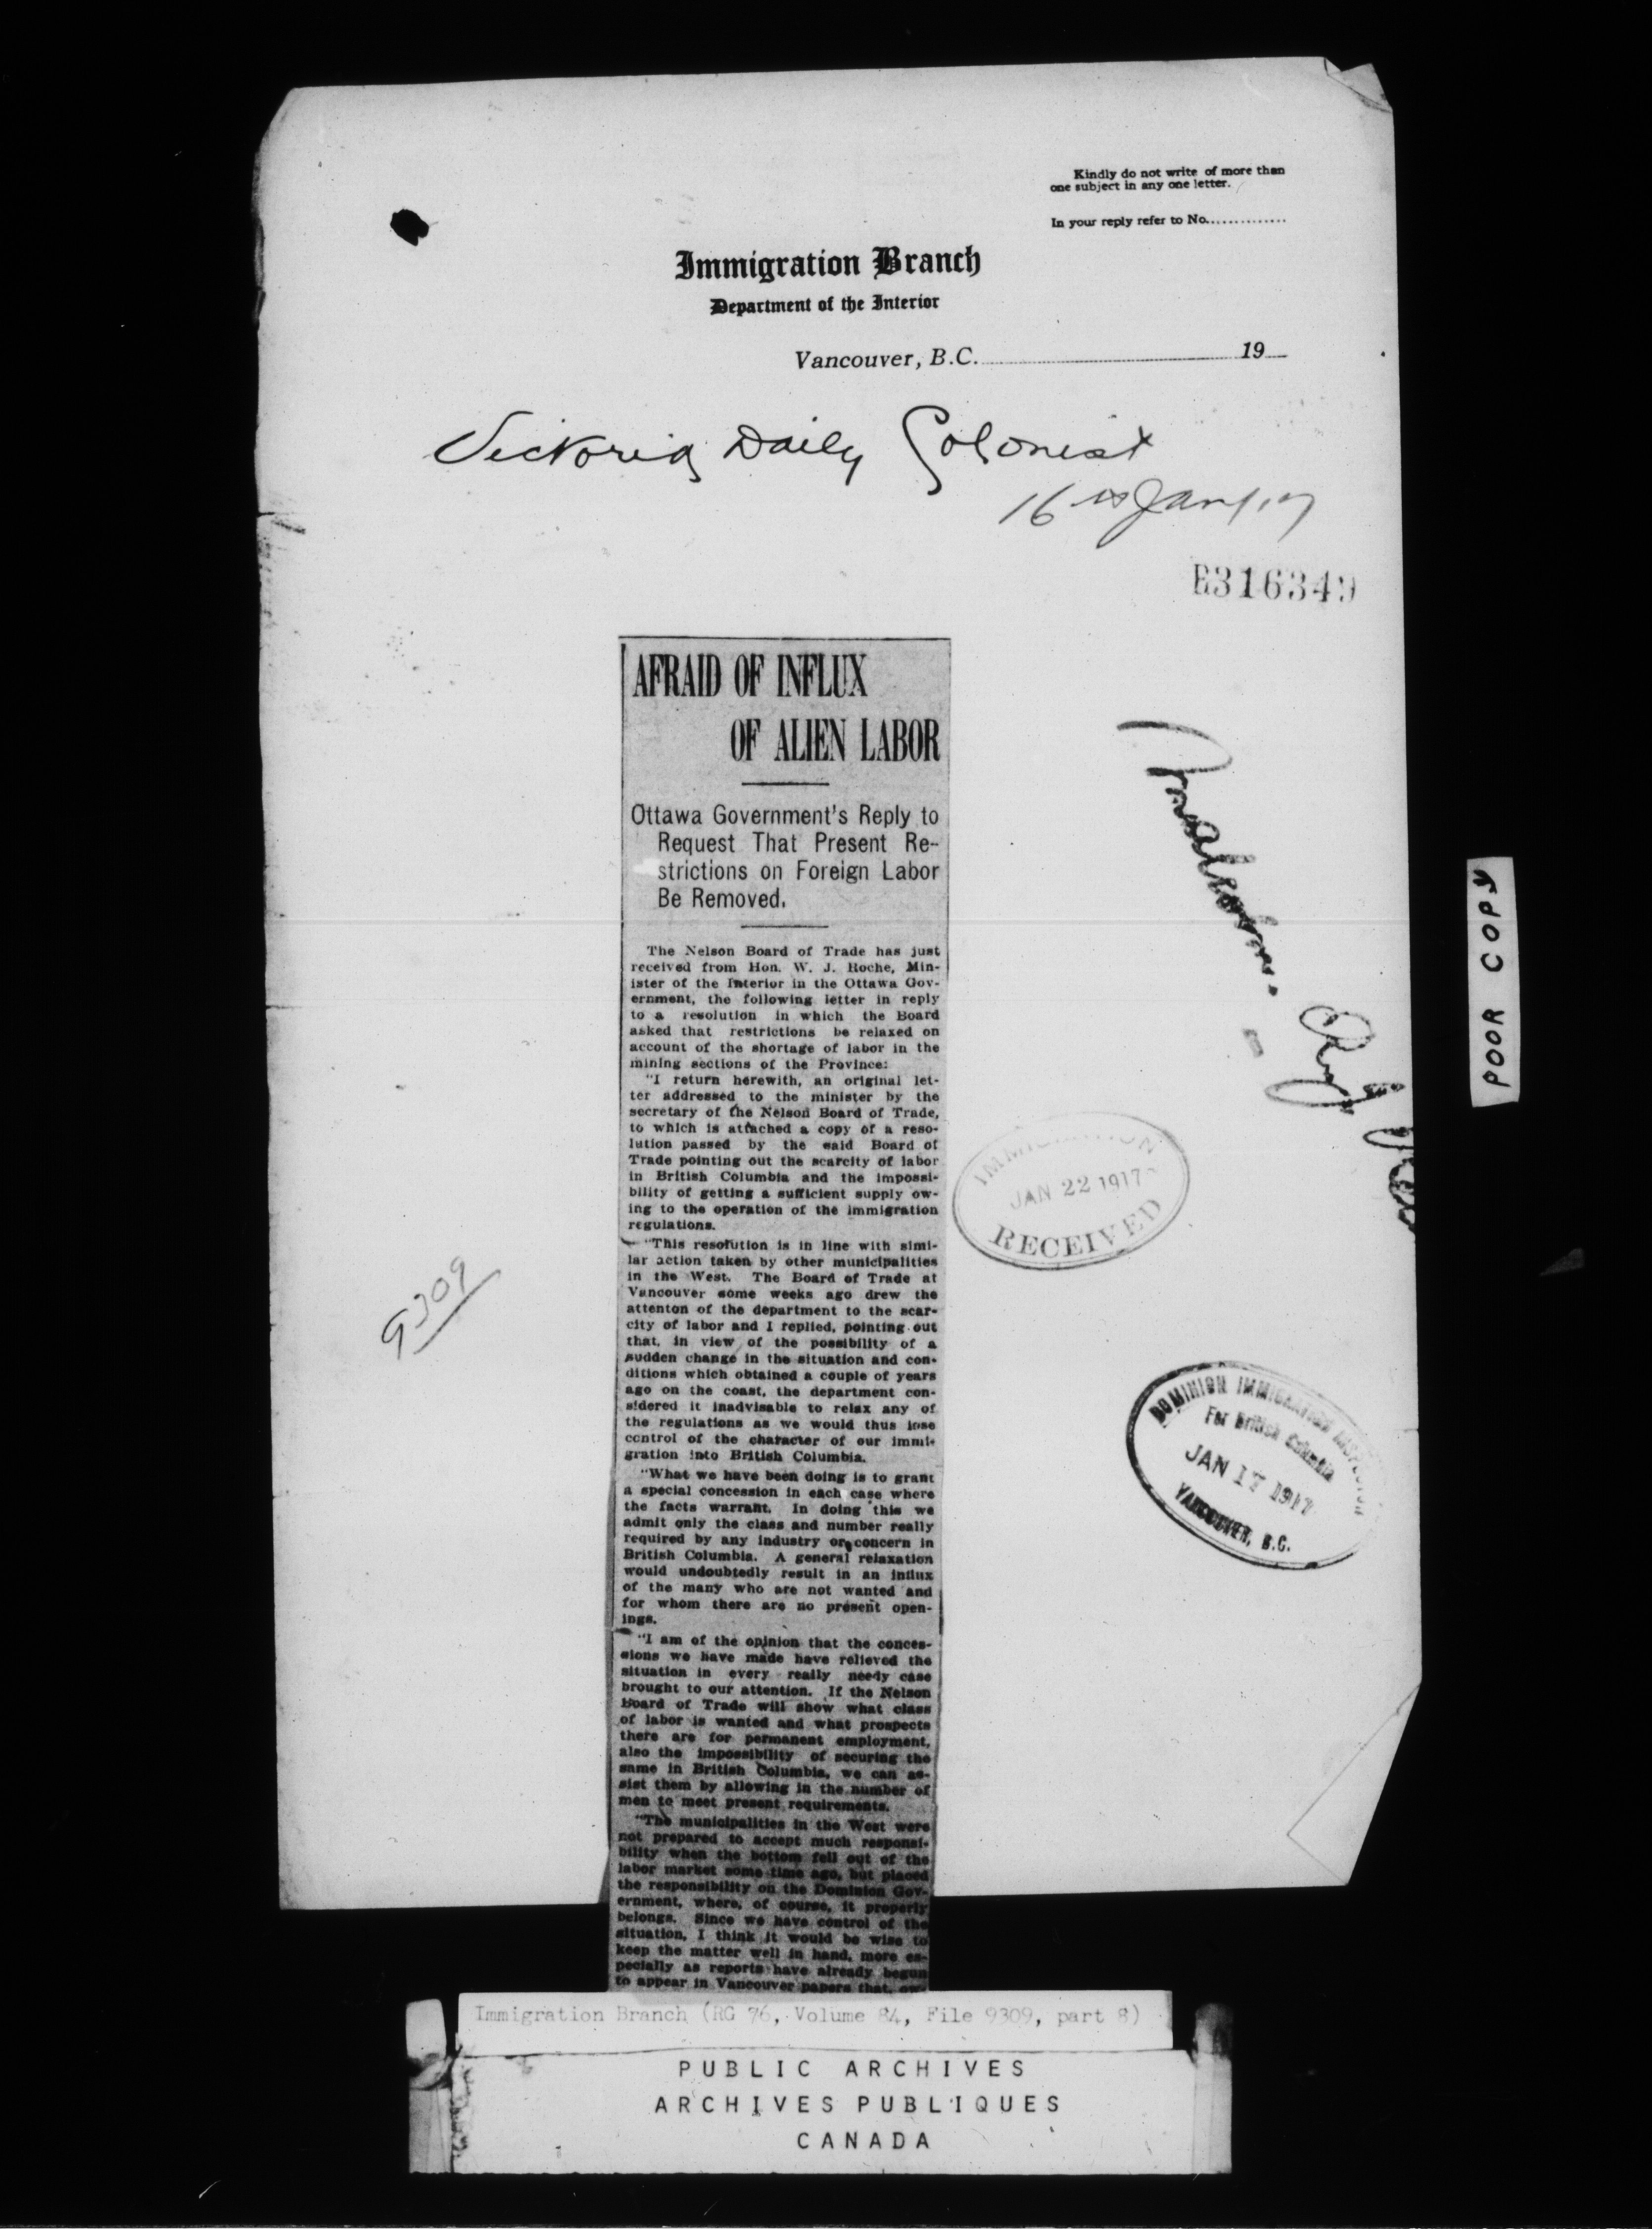 Kindly do not write of more than
one subject in any one letter.
In your reply refer to No..............
Immigration Branch
Department of the Interior
Vancouver, B.C. 19
Victoria Daily Colonist
16th Jan/17
B316349
AFRAID OF INFLUX
OF ALIEN LABOR
Ottawa Government's Reply to
Request That Present Re-
strictions on Foreign Labor
Be Removed.
The Nelson Board of Trade has just
received from Hon. W. J. Roche, Min-
ister of the Interior in the Ottawa Gov-
ernment, the following letter in reply
to a resolution in which the Board
asked that restrictions be relaxed on
account of the shortage of labor in the
mining sections of the Province:
"I return herewith, an original let-
ter addressed to the minister by the
secretary of the Nelson Board of Trade,
to which is attached a copy of a reso-
lution passed by the said Board of
Trade pointing out the scarcity of labor
in British Columbia and the impossi-
bility of getting a sufficient supply ow-
ing to the operation of the immigration
regulations.
"This resolution is in line with simi-
lar action taken by other municipalities
in the West. The Board of Trade at
Vancouver some weeks ago drew the
attenton of the department to the scar-
city of labor and I replied, pointing out
that, in view of the possibility of a
sudden change in the situation and con-
ditions which obtained a couple of years
ago on the coast, the department con-
sidered it inadvisable to relax any of
the regulations as we would thus lose
control of the character of our immi-
gration into British Columbia.
"What we have been doing is to grant
a special concession in each case where
the facts warrant. In doing this we
admit only the class and number really
required by any industry or concern in
British Columbia. A general relaxation
would undoubtedly result in an influx
of the many who are not wanted and
for whom there are no present open-
ings.
"I am of the opinion that the conces-
sions we have made have relieved the
situation in every really needy case
brought to our attention. If the Nelson
Board of Trade will show what class
of labor is wanted and what prospects
there are for permanent employment,
also the impossibility of securing the
same in British Columbia, we can as-
sist them by allowing in the number of
men to meet present requirements.
"The municipalities in the West were
not prepared to accept much responsi-
bility when the bottom fell out of the
labor market some time ago, but placed
the responsibility on the Dominion Gov-
ernment, where, of course, it properly
belongs. Since we have control of the
situation, I think it would be wise to
keep the matter well in hand, more es-
pecially as reports have already begun
to appear in Vancouver papers that, ow-
IMMIGRATION
JAN 22 1917
RECEIVED
9309
DOMINION IMMIGRATION INSPECTOR
For British Columbia
JAN 17 1917
VANCOUVER, B.C.
POOR COPY
Immigration Branch (RG 76, Volume 84, File 9309, part 8)
PUBLIC ARCHIVES
ARCHIVES PUBLIQUES
CANADA